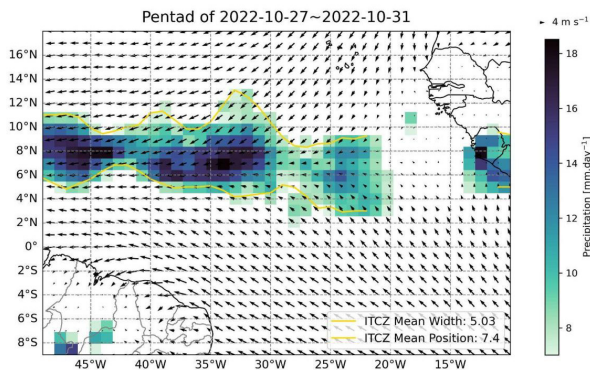 Pentad of 2022-10-27~2022-10-31
4 m s⁻¹
16°N
14°N
12°N
10°N
8°N
6°N
4°N
2°N
0°
2°S
4°S
6°S
8°S
45°W
40°W
35°W
30°W
25°W
20°W
15°W
ITCZ Mean Width: 5.03
ITCZ Mean Position: 7.4
18
16
14
12
10
8
Precipitation [mm.day⁻¹]